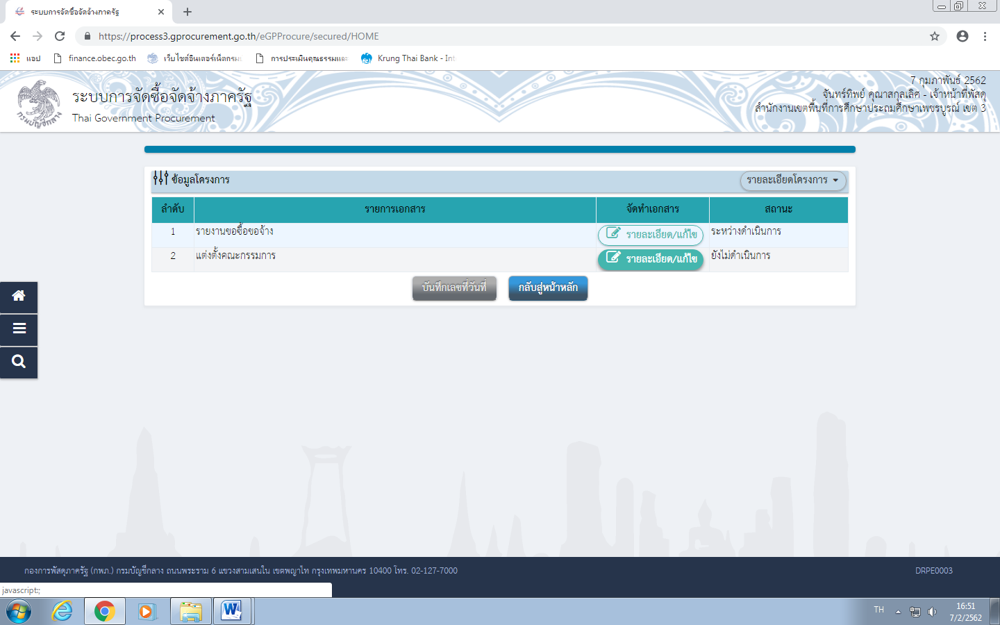 ระบบการจัดซื้อจัดจ้างภาครัฐ
https://process3.gprocurement.go.th/eGPProcure/secured/HOME
แอป finance.obec.go.th เว็บไซต์อินเตอร์เน็ตกรม การประเมินคุณธรรมและ Krung Thai Bank - Int
ระบบการจัดซื้อจัดจ้างภาครัฐ
Thai Government Procurement
กรมบัญชีกลาง
7 กุมภาพันธ์ 2562
จันทร์ทิพย์ คุณาสกุลเลิศ - เจ้าหน้าที่พัสดุ
สำนักงานเขตพื้นที่การศึกษาประถมศึกษาเพชรบูรณ์ เขต 3
ข้อมูลโครงการ รายละเอียดโครงการ
ลำดับ รายการเอกสาร จัดทำเอกสาร สถานะ
1 รายงานขอซื้อขอจ้าง รายละเอียด/แก้ไข ระหว่างดำเนินการ
2 แต่งตั้งคณะกรรมการ รายละเอียด/แก้ไข ยังไม่ดำเนินการ
บันทึกเลขที่วันที่ กลับสู่หน้าหลัก
กองการพัสดุภาครัฐ (กพภ.) กรมบัญชีกลาง ถนนพระราม 6 แขวงสามเสนใน เขตพญาไท กรุงเทพมหานคร 10400 โทร. 02-127-7000 DRPE0003
javascript:;
TH 16:51
7/2/2562